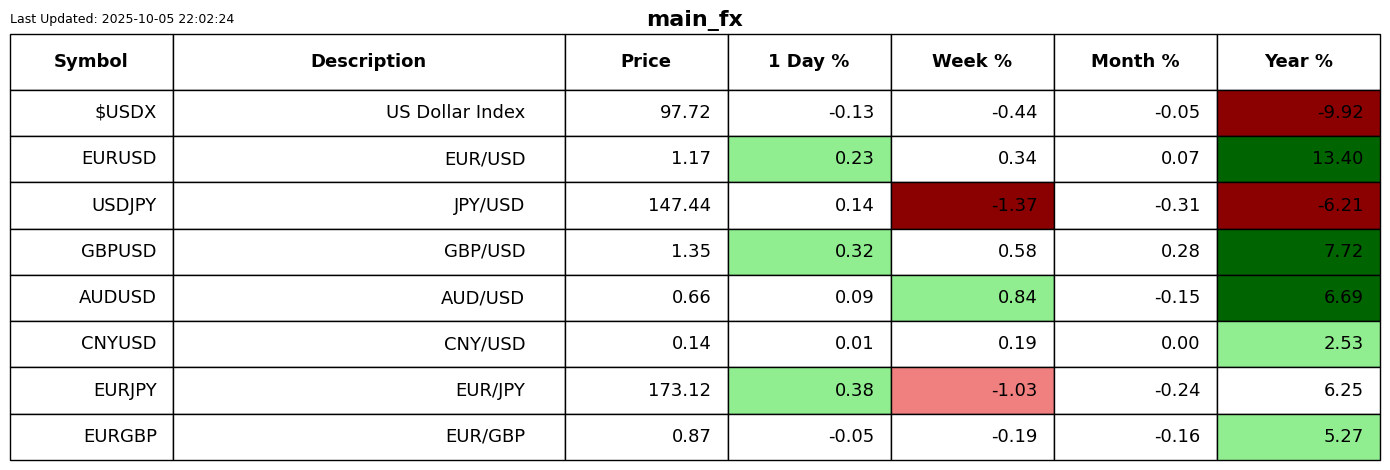 Last Updated: 2025-10-05 22:02:24
main_fx
Symbol Description Price 1 Day % Week % Month % Year %
$USDX US Dollar Index 97.72 -0.13 -0.44 -0.05 -9.92
EURUSD EUR/USD 1.17 0.23 0.34 0.07 13.40
USDJPY JPY/USD 147.44 0.14 -1.37 -0.31 -6.21
GBPUSD GBP/USD 1.35 0.32 0.58 0.28 7.72
AUDUSD AUD/USD 0.66 0.09 0.84 -0.15 6.69
CNYUSD CNY/USD 0.14 0.01 0.19 0.00 2.53
EURJPY EUR/JPY 173.12 0.38 -1.03 -0.24 6.25
EURGBP EUR/GBP 0.87 -0.05 -0.19 -0.16 5.27